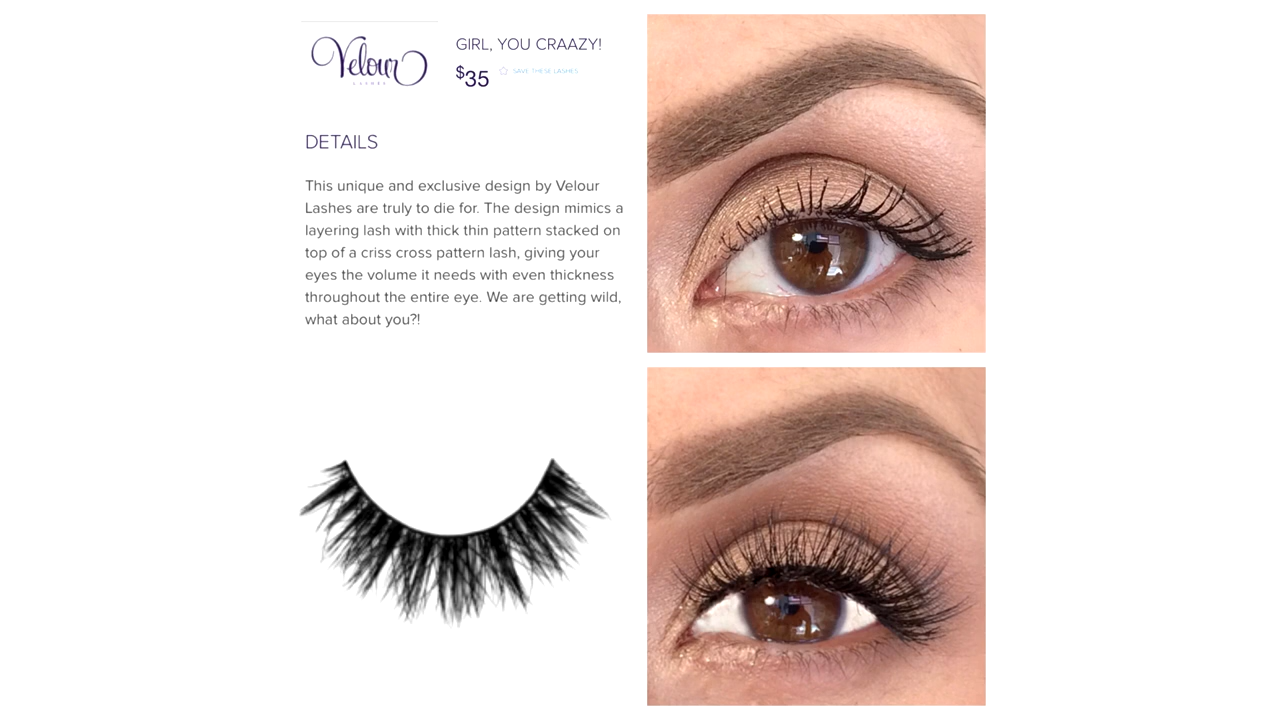 Velour
LASHES
GIRL, YOU CRAAZY!
$35
SAVE THESE LASHES
DETAILS
This unique and exclusive design by Velour
Lashes are truly to die for. The design mimics a
layering lash with thick thin pattern stacked on
top of a criss cross pattern lash, giving your
eyes the volume it needs with even thickness
throughout the entire eye. We are getting wild,
what about you?!